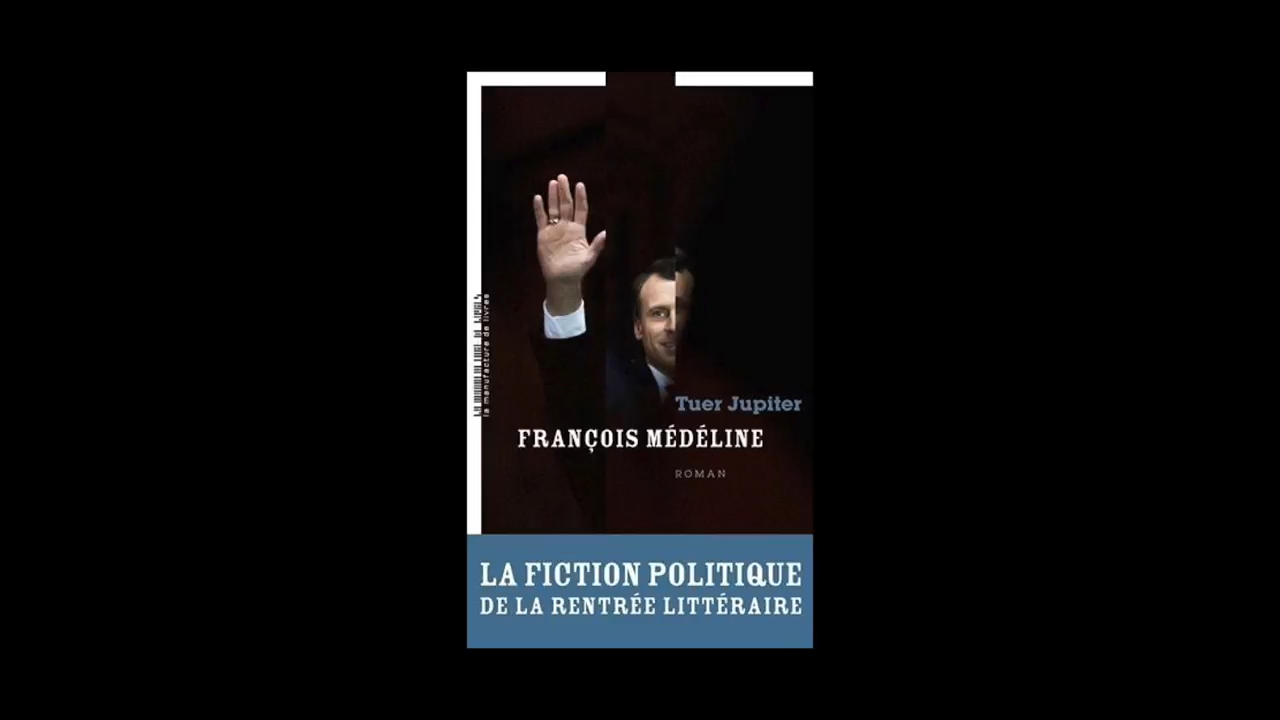 la manufacture de livres
Tuer Jupiter
FRANÇOIS MÉDÉLINE
ROMAN
LA FICTION POLITIQUE
DE LA RENTRÉE LITTÉRAIRE